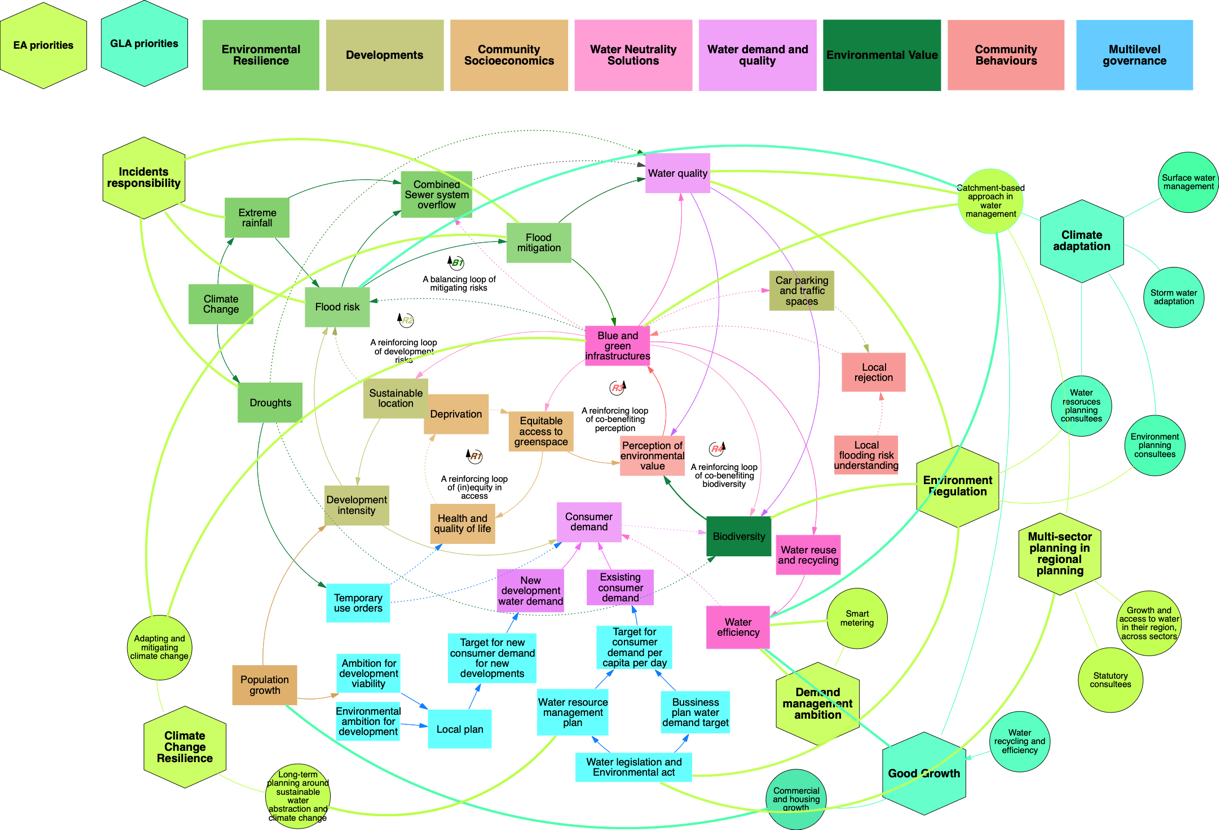 EA priorities
GLA priorities
Environmental
Resilience
Developments
Community
Socioeconomics
Water Neutrality
Solutions
Water demand and
quality
Environmental Value
Community
Behaviours
Multilevel
governance
Incidents
responsibility
Combined
Sewer system
overflow
Water quality
Catchment-based
approach in
water
management
Surface water
management
Extreme
rainfall
Flood
mitigation
Climate
adaptation
B1
A balancing loop of
mitigating risks
Climate
Change
Flood risk
Car parking
and traffic
spaces
Storm water
adaptation
R2
A reinforcing loop
of development
risks
Blue and
green
infrastructures
Local
rejection
Droughts
Sustainable
location
Deprivation
R3
A reinforcing loop
of co-benefiting
perception
Water
resoruces
planning
consultees
Equitable
access to
greenspace
Environment
planning
consultees
R1
A reinforcing loop
of (in)equity in
access
Perception of
environmental
value
R4
A reinforcing loop
of co-benefiting
biodiversity
Local
flooding risk
understanding
Environment
Regulation
Development
intensity
Health and
quality of life
Consumer
demand
Biodiversity
Water reuse
and recycling
Multi-sector
planning in
regional
planning
Temporary
use orders
New
development
water demand
Exsisting
consumer
demand
Water
efficiency
Smart
metering
Growth and
access to water
in their region,
across sectors
Adapting and
mitigating
climate change
Target for new
consumer demand
for new
developments
Target for
consumer
demand per
capita per day
Statutory
consultees
Population
growth
Ambition for
development
viability
Environmental
ambition for
development
Local plan
Water resource
management
plan
Bussiness
plan water
demand target
Demand
management
ambition
Climate
Change
Resilience
Water legislation and
Environmental act
Water
recycling and
efficiency
Good Growth
Long-term
planning around
sustainable
water
abstraction and
climate change
Commercial
and housing
growth